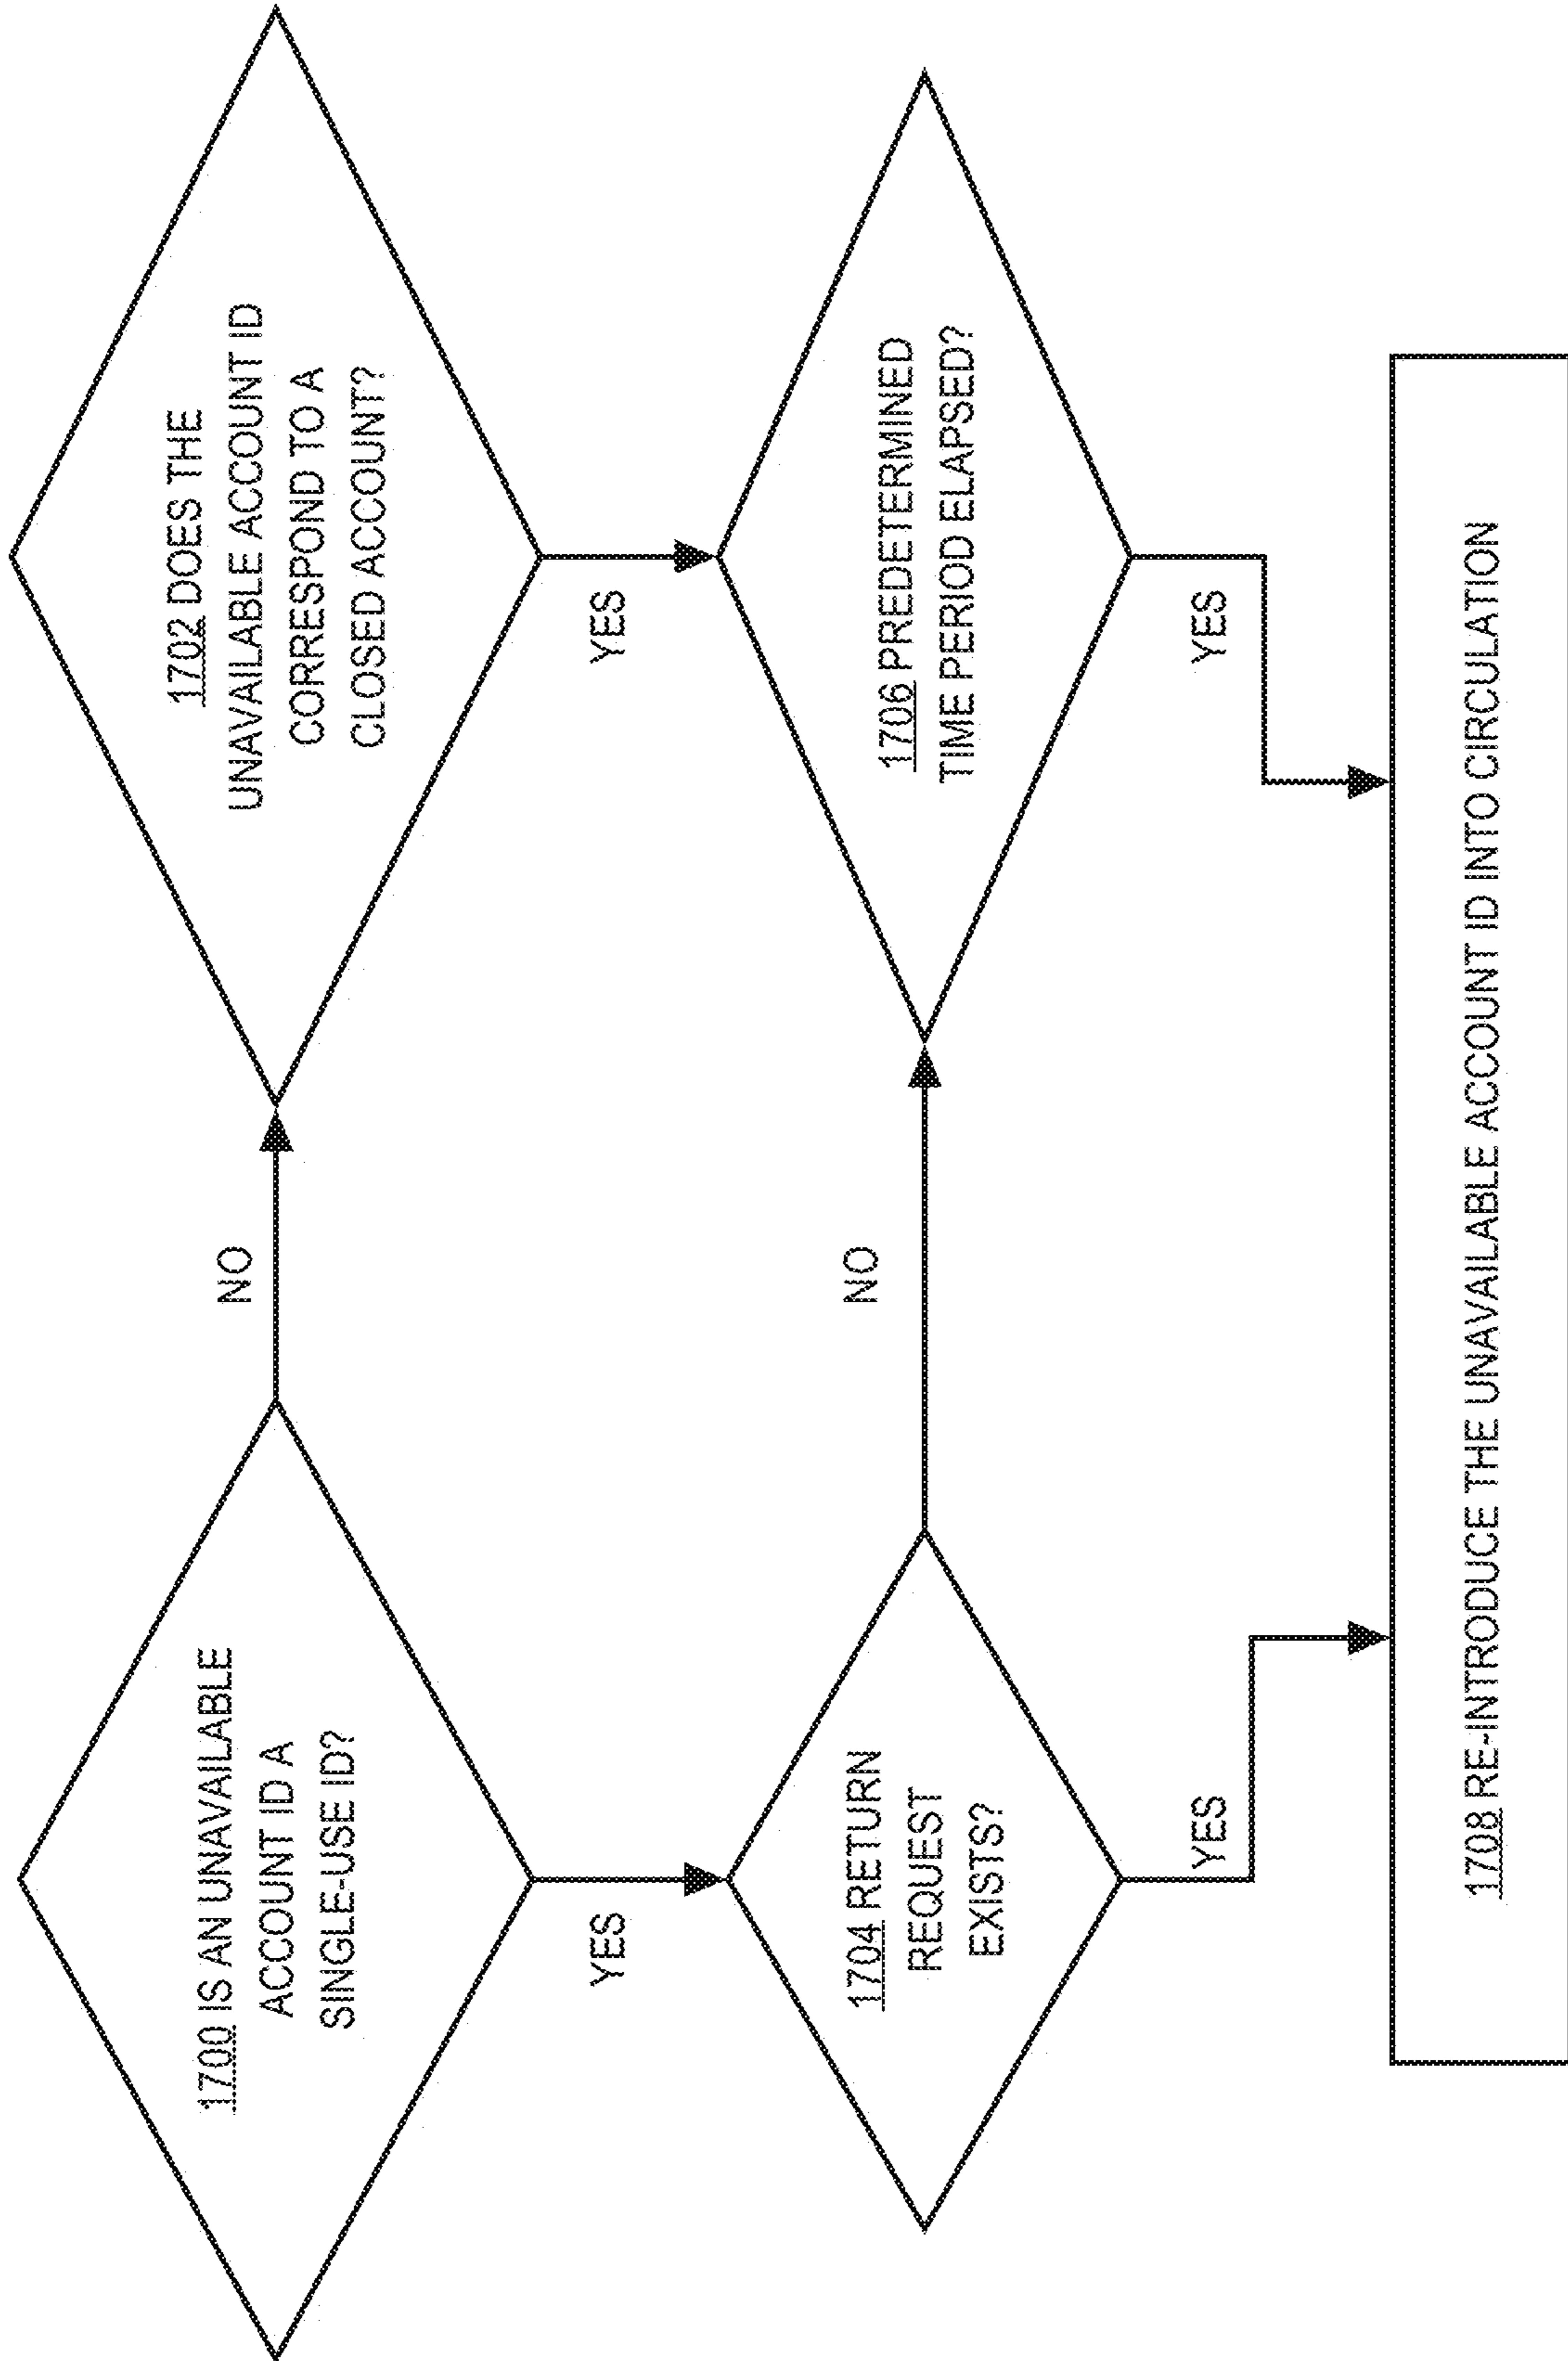 1700 IS AN UNAVAILABLE
ACCOUNT ID A
SINGLE-USE ID?
NO
1702 DOES THE
UNAVAILABLE ACCOUNT ID
CORRESPOND TO A
CLOSED ACCOUNT?
YES
YES
1704 RETURN
REQUEST
EXISTS?
NO
1706 PREDETERMINED
TIME PERIOD ELAPSED?
YES
YES
1708 RE-INTRODUCE THE UNAVAILABLE ACCOUNT ID INTO CIRCULATION